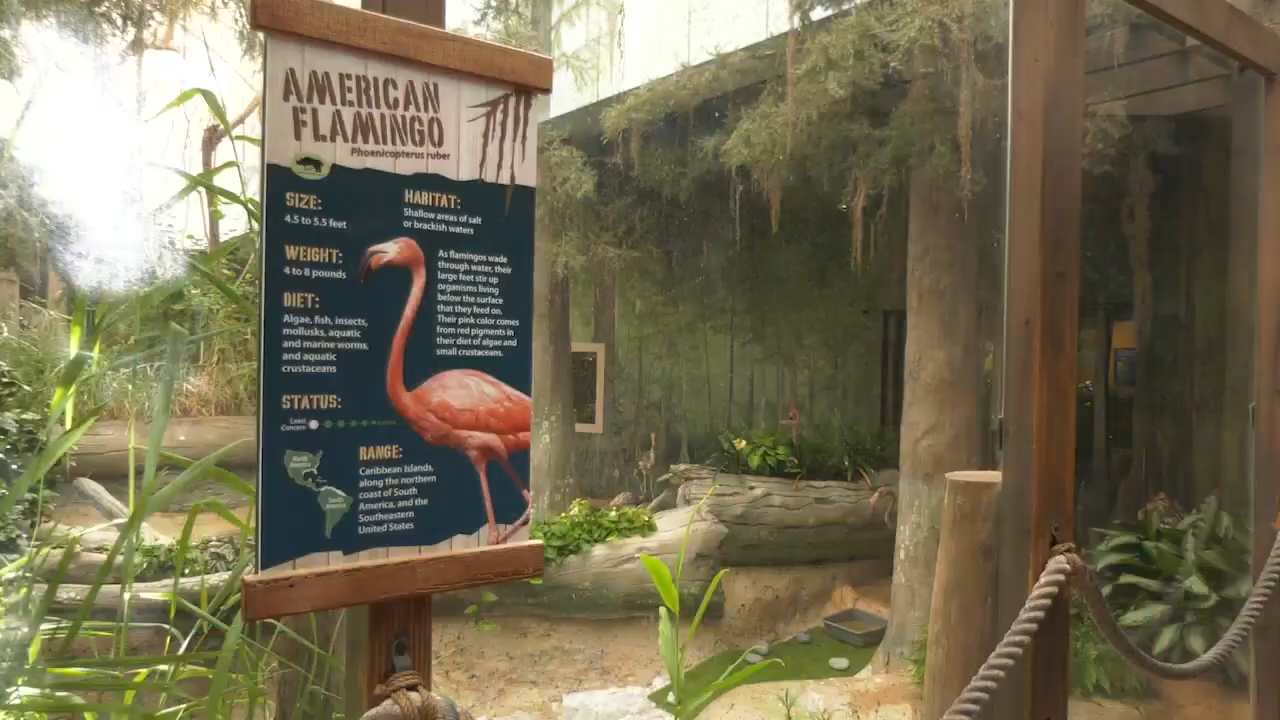 AMERICAN
FLAMINGO
Phoenicopterus ruber
SIZE:
4.5 to 5.5 feet
WEIGHT:
4 to 8 pounds
DIET:
Algae, fish, insects,
mollusks, aquatic
and marine worms,
and aquatic
crustaceans
STATUS:
Least
Concern
HABITAT:
Shallow areas of salt
or brackish waters
As flamingos wade
through water, their
large feet stir up
organisms living
below the surface
that they feed on.
Their pink color comes
from red pigments in
their diet of algae and
small crustaceans.
North
America
South
America
RANGE:
Caribbean Islands,
along the northern
coast of South
America, and the
Southeastern
United States